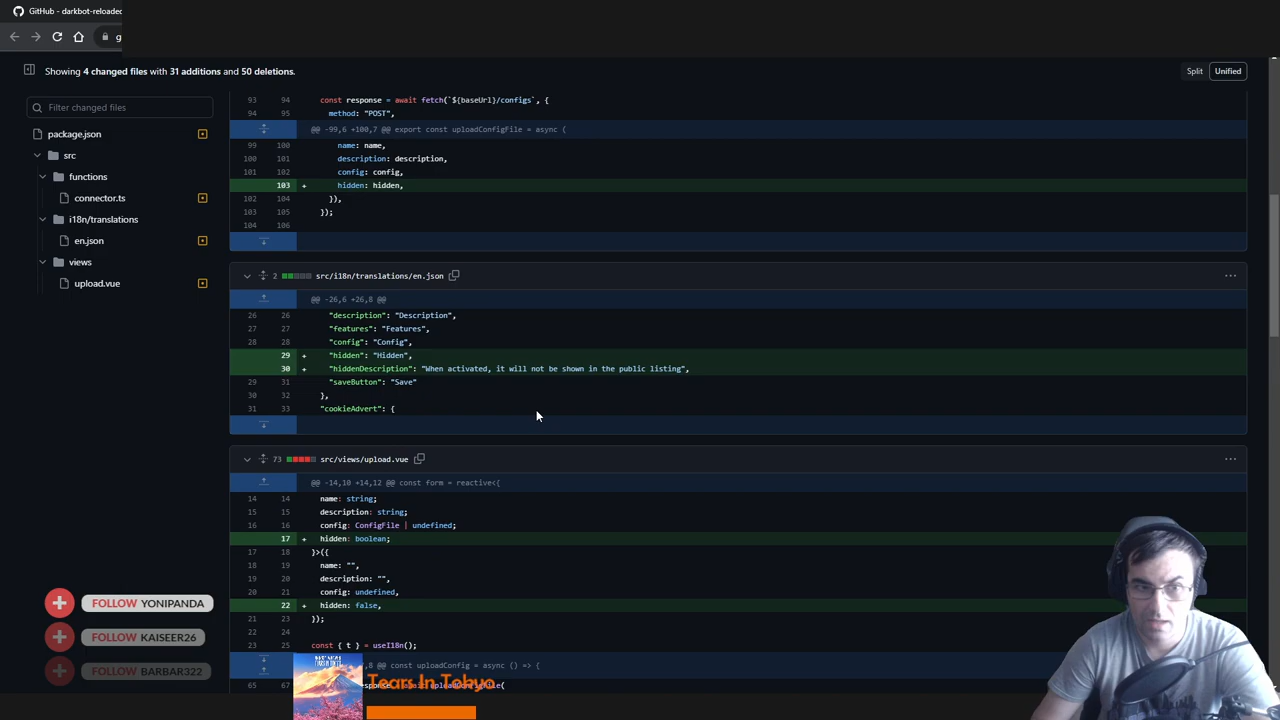 GitHub - darkbot-reloaded
g
Showing 4 changed files with 31 additions and 50 deletions.
Split
Unified
Filter changed files
package.json
src
functions
connector.ts
i18n/translations
en.json
views
upload.vue
93 94 const response = await fetch(`${baseUrl}/configs`, {
94 95 method: "POST",
@@ -99,6 +100,7 @@ export const uploadConfigFile = async (
99 100 name: name,
100 101 description: description,
101 102 config: config,
103 + hidden: hidden,
102 104 }),
103 105 });
104 106
2 src/i18n/translations/en.json
@@ -26,6 +26,8 @@
26 26 "description": "Description",
27 27 "features": "Features",
28 28 "config": "Config",
29 + "hidden": "Hidden",
30 + "hiddenDescription": "When activated, it will not be shown in the public listing",
29 31 "saveButton": "Save"
30 32 },
31 33 "cookieAdvert": {
73 src/views/upload.vue
@@ -14,10 +14,12 @@ const form = reactive<{
14 14 name: string;
15 15 description: string;
16 16 config: ConfigFile | undefined;
17 + hidden: boolean;
17 18 }>({
18 19 name: "",
19 20 description: "",
20 21 config: undefined,
22 + hidden: false,
21 23 });
22 24
23 25 const { t } = useI18n();
,8 @@ const uploadConfig = async () => {
65 67
FOLLOW YONIPANDA
FOLLOW KAISEER26
FOLLOW BARBAR322
Tears In Tokyo